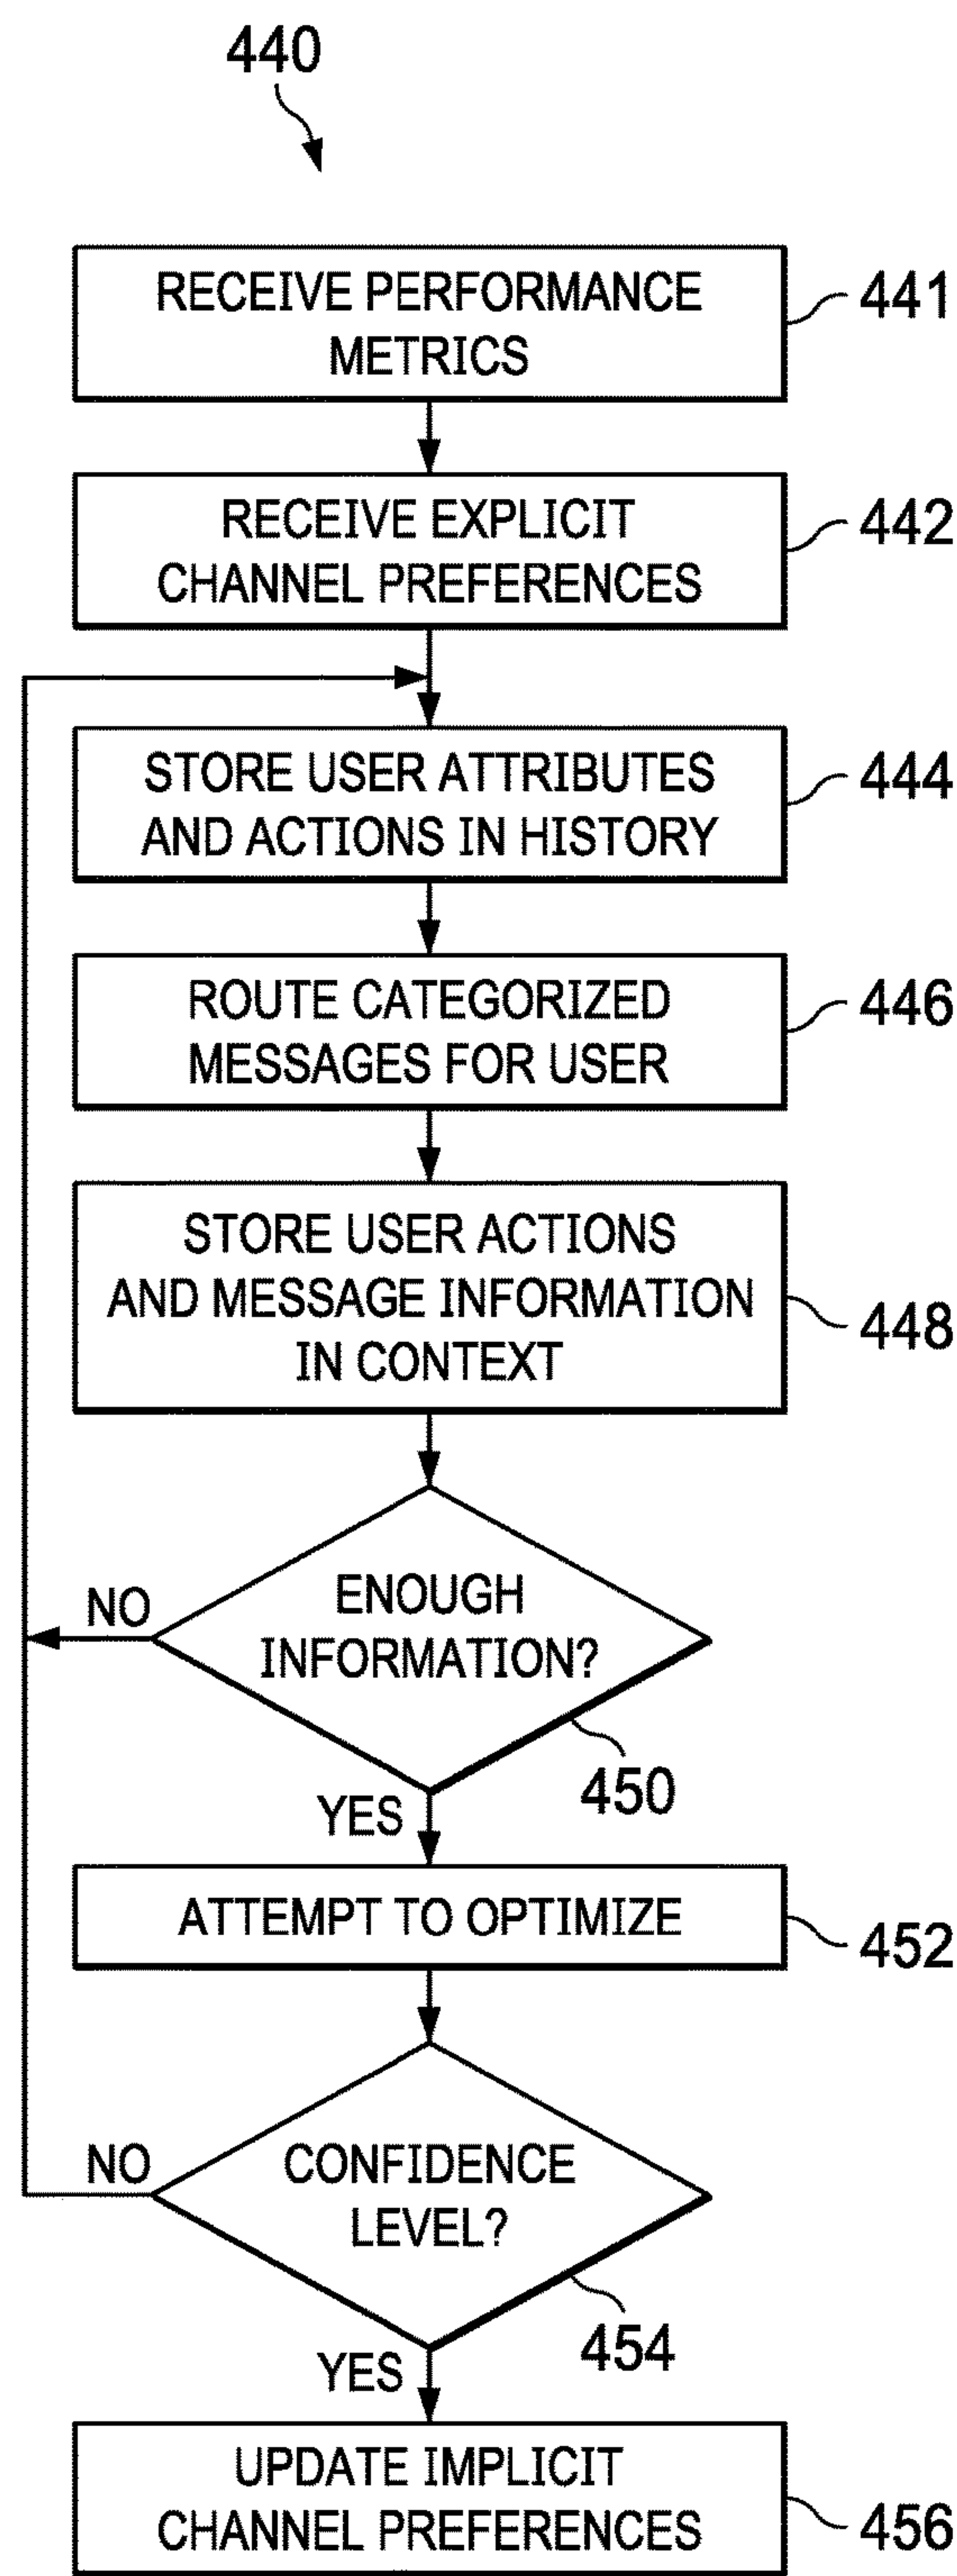 440
RECEIVE PERFORMANCE
METRICS
441
RECEIVE EXPLICIT
CHANNEL PREFERENCES
442
STORE USER ATTRIBUTES
AND ACTIONS IN HISTORY
444
ROUTE CATEGORIZED
MESSAGES FOR USER
446
STORE USER ACTIONS
AND MESSAGE INFORMATION
IN CONTEXT
448
NO
ENOUGH
INFORMATION?
450
YES
ATTEMPT TO OPTIMIZE
452
NO
CONFIDENCE
LEVEL?
454
YES
UPDATE IMPLICIT
CHANNEL PREFERENCES
456